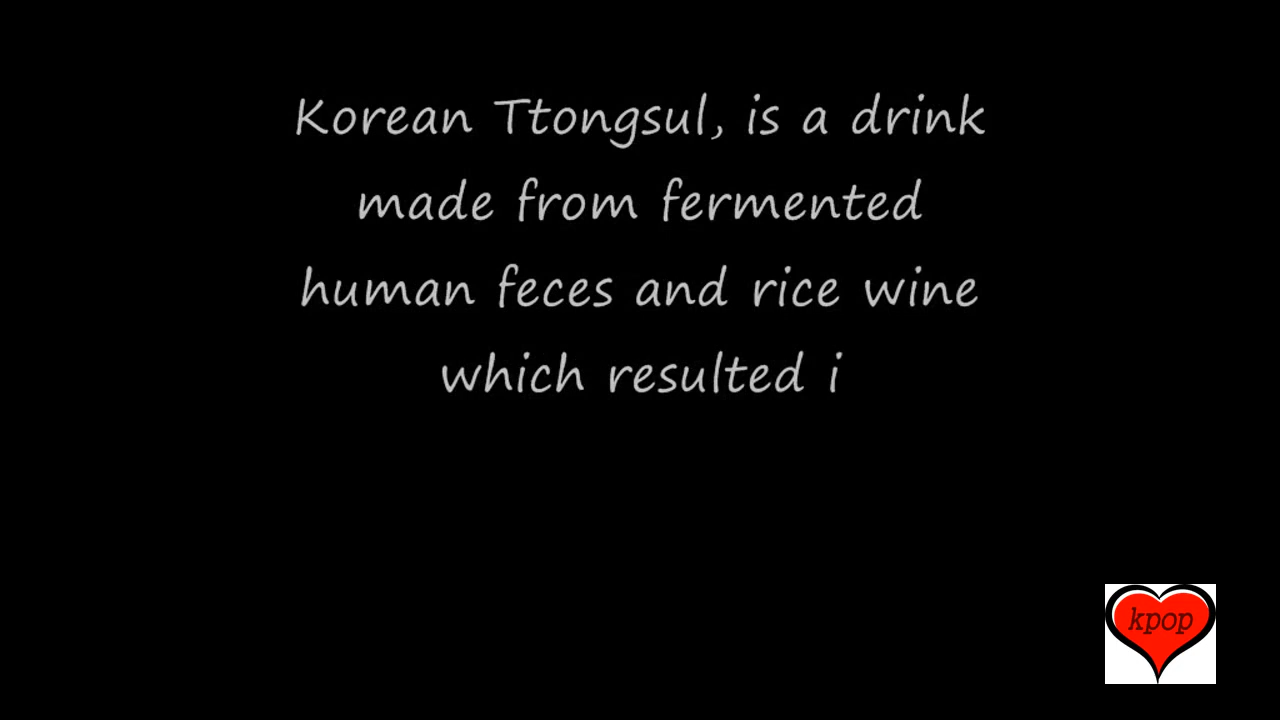 Korean Ttongsul, is a drink
made from fermented
human feces and rice wine
which resulted i
kpop